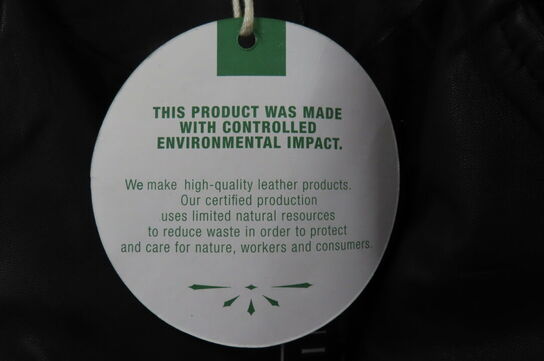 THIS PRODUCT WAS MADE
WITH CONTROLLED
ENVIRONMENTAL IMPACT.
We make high-quality leather products.
Our certified production
uses limited natural resources
to reduce waste in order to protect
and care for nature, workers and consumers.